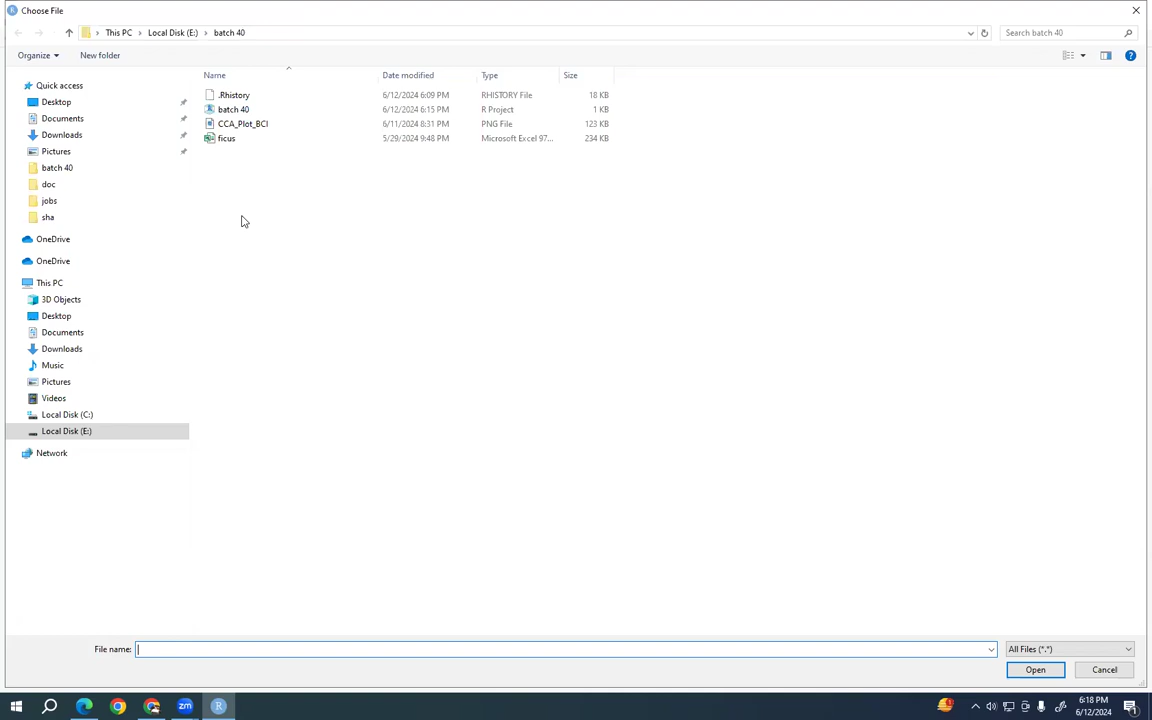 Choose File
This PC > Local Disk (E:) > batch 40
Search batch 40
Organize
New folder
Name
Date modified
Type
Size
.Rhistory 6/12/2024 6:09 PM RHISTORY File 18 KB
batch 40 6/12/2024 6:15 PM R Project 1 KB
CCA_Plot_BCI 6/11/2024 8:31 PM PNG File 123 KB
ficus 5/29/2024 9:48 PM Microsoft Excel 97... 234 KB
Quick access
Desktop
Documents
Downloads
Pictures
batch 40
doc
jobs
sha
OneDrive
OneDrive
This PC
3D Objects
Desktop
Documents
Downloads
Music
Pictures
Videos
Local Disk (C:)
Local Disk (E:)
Network
File name:
All Files (*.*)
Open
Cancel
zm
R
6:18 PM
6/12/2024